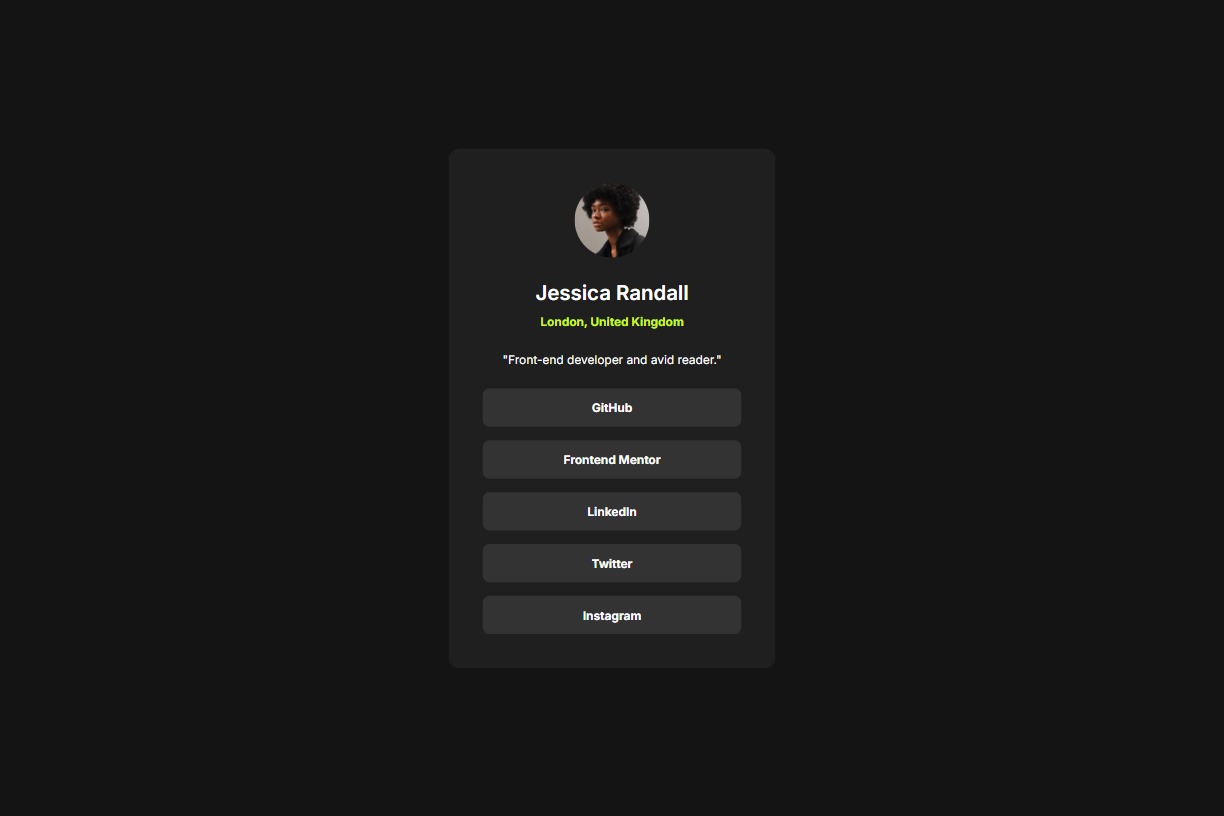 Jessica Randall
London, United Kingdom
"Front-end developer and avid reader."
GitHub
Frontend Mentor
LinkedIn
Twitter
Instagram